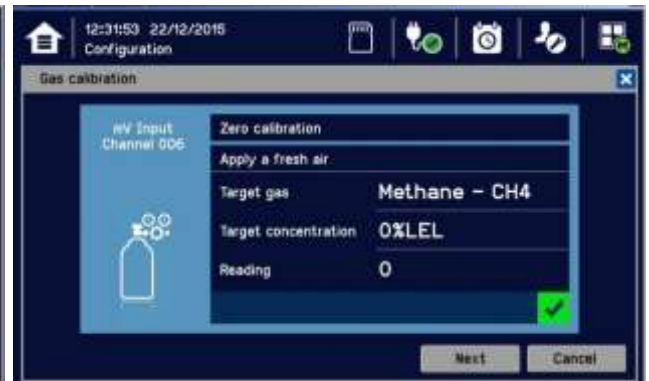 12:31:53 22/12/2015
Configuration
Gas calibration
mV Input
Channel 006
Zero calibration
Apply a fresh air
Target gas
Methane - CH4
Target concentration
0%LEL
Reading
0
Next
Cancel